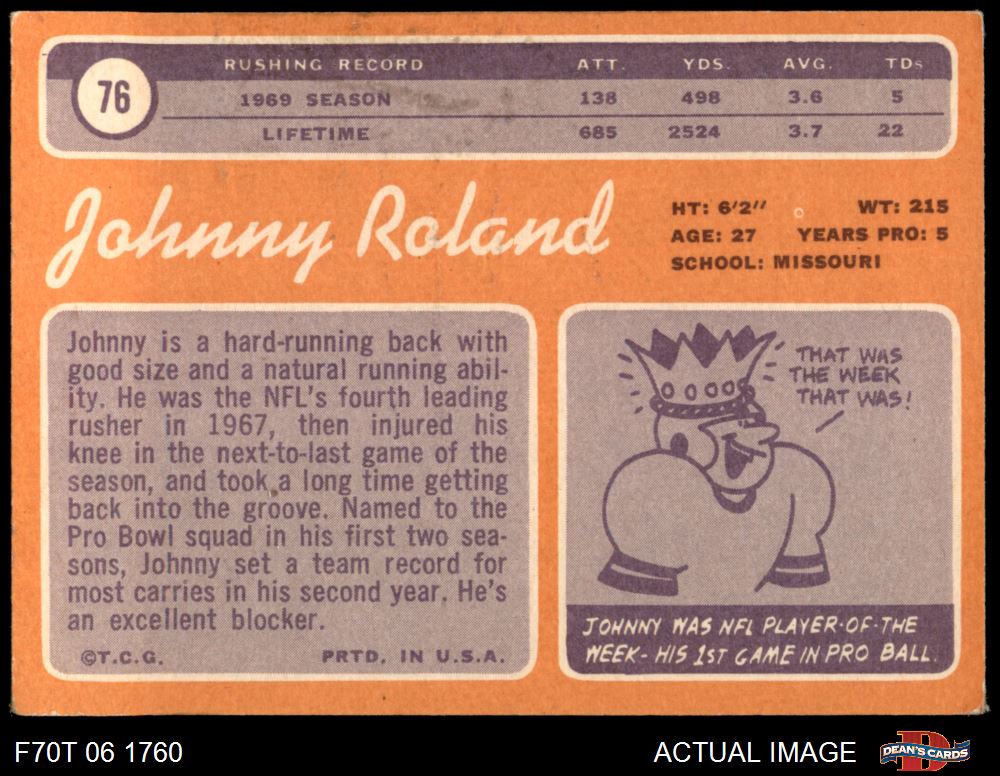 RUSHING RECORD ATT. YDS. AVG. TDs
76
1969 SEASON 138 498 3.6 5
LIFETIME 685 2524 3.7 22
Johnny Roland
HT: 6'2" WT: 215
AGE: 27 YEARS PRO: 5
SCHOOL: MISSOURI
Johnny is a hard-running back with
good size and a natural running abil-
ity. He was the NFL's fourth leading
rusher in 1967, then injured his
knee in the next-to-last game of the
season, and took a long time getting
back into the groove. Named to the
Pro Bowl squad in his first two sea-
sons, Johnny set a team record for
most carries in his second year. He's
an excellent blocker.
©T.C.G. PRTD. IN U.S.A.
THAT WAS
THE WEEK
THAT WAS!
JOHNNY WAS NFL PLAYER-OF-THE
WEEK- HIS 1ST GAME IN PRO BALL.
F70T 06 1760 ACTUAL IMAGE
D
DEAN'S CARDS